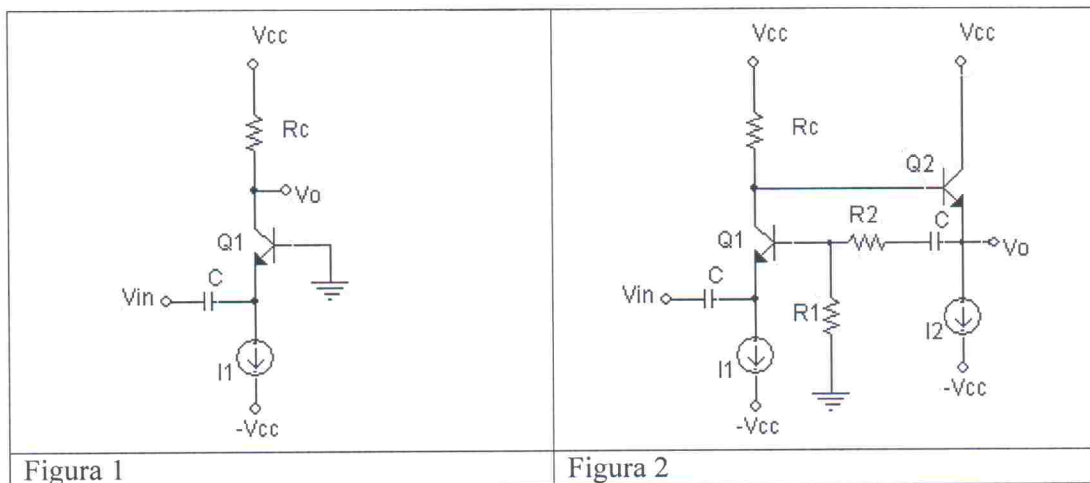 Vcc
Rc
Vo
Q1
C
Vin
I1
-Vcc
Figura 1
Vcc
Vcc
Rc
Q2
R2
C
Q1
Vo
C
Vin
R1
I2
I1
-Vcc
-Vcc
Figura 2